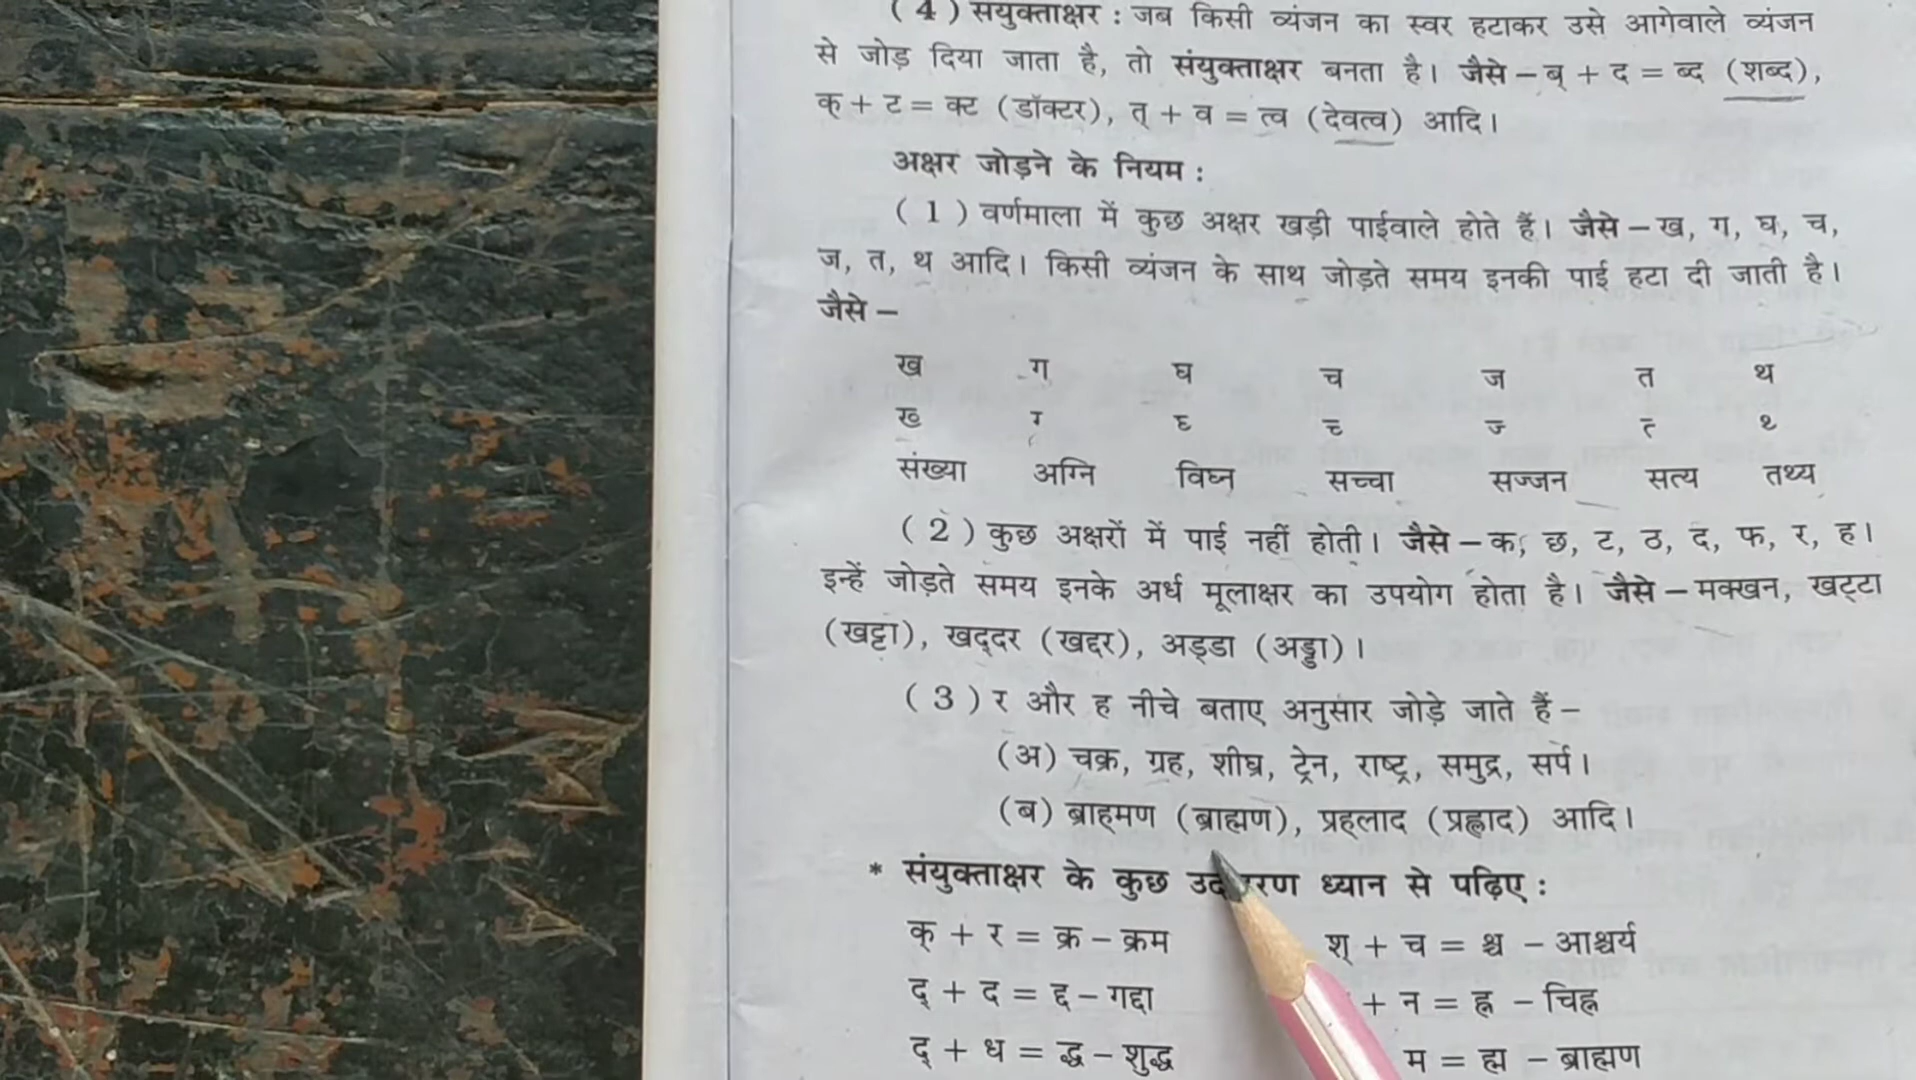 ( 4 ) संयुक्ताक्षर : जब किसी व्यंजन का स्वर हटाकर उसे आगेवाले व्यंजन
से जोड़ दिया जाता है, तो संयुक्ताक्षर बनता है। जैसे – ब् + द = ब्द (शब्द),
क् + ट = क्ट (डॉक्टर), त् + व = त्व (देवत्व) आदि।
अक्षर जोड़ने के नियम :
( 1 ) वर्णमाला में कुछ अक्षर खड़ी पाईवाले होते हैं। जैसे – ख, ग, घ, च,
ज, त, थ आदि। किसी व्यंजन के साथ जोड़ते समय इनकी पाई हटा दी जाती है।
जैसे –
ख ग घ च ज त थ
ख्‍ ग्‍ घ्‍ च्‍ ज्‍ त्‍ थ्‍
संख्या अग्नि विघ्न सच्चा सज्जन सत्य तथ्य
( 2 ) कुछ अक्षरों में पाई नहीं होती। जैसे – क, छ, ट, ठ, द, फ, र, ह।
इन्हें जोड़ते समय इनके अर्ध मूलाक्षर का उपयोग होता है। जैसे – मक्खन, खट्‌टा
(खट्टा), खद्‌दर (खद्दर), अड्‌डा (अड्डा)।
( 3 ) र और ह नीचे बताए अनुसार जोड़े जाते हैं –
(अ) चक्र, ग्रह, शीघ्र, ट्रेन, राष्ट्र, समुद्र, सर्प।
(ब) ब्राह्‌मण (ब्राह्मण), प्रह्‌लाद (प्रह्लाद) आदि।
* संयुक्ताक्षर के कुछ ध्यान से पढ़िए :
क् + र = क्र – क्रम श् + च = श्च – आश्चर्य
द् + द = द्द – गद्दा + न = ह्न – चिह्न
द् + ध = द्ध – शुद्ध म = ह्म – ब्राह्मण